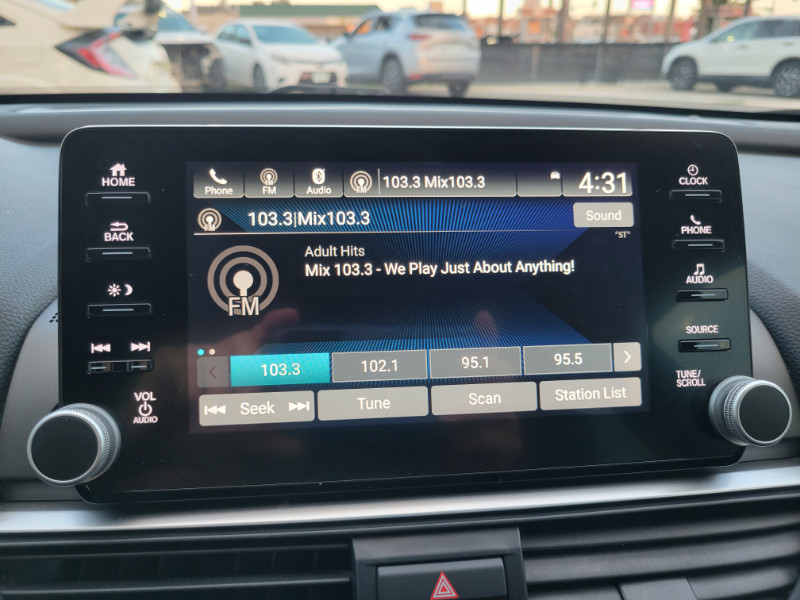 HOME
BACK
VOL
AUDIO
Phone
FM
Audio
103.3 Mix103.3
4:31
103.3|Mix103.3
Sound
"ST"
Adult Hits
Mix 103.3 - We Play Just About Anything!
FM
103.3
102.1
95.1
95.5
Seek
Tune
Scan
Station List
CLOCK
PHONE
AUDIO
SOURCE
TUNE/
SCROLL